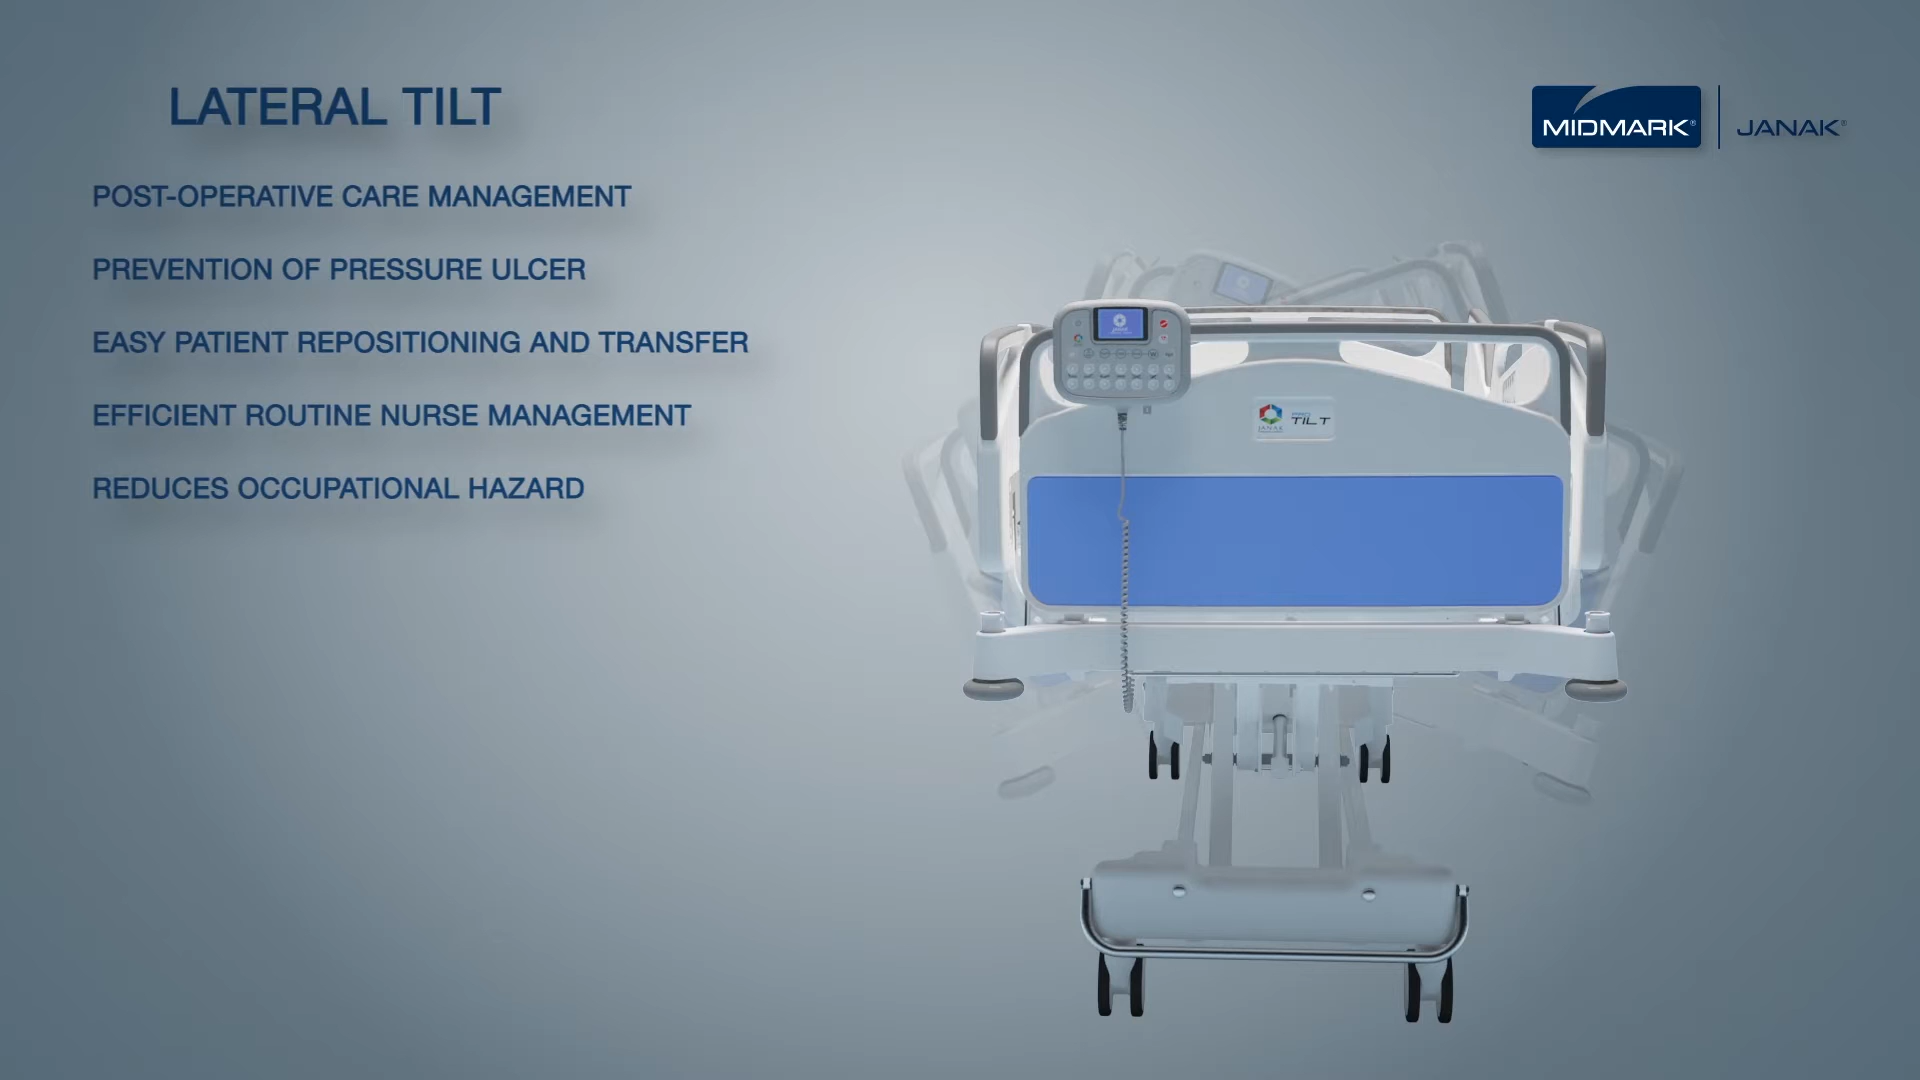 LATERAL TILT
POST-OPERATIVE CARE MANAGEMENT
PREVENTION OF PRESSURE ULCER
EASY PATIENT REPOSITIONING AND TRANSFER
EFFICIENT ROUTINE NURSE MANAGEMENT
REDUCES OCCUPATIONAL HAZARD
MIDMARK® | JANAK®
JANAK
TILT